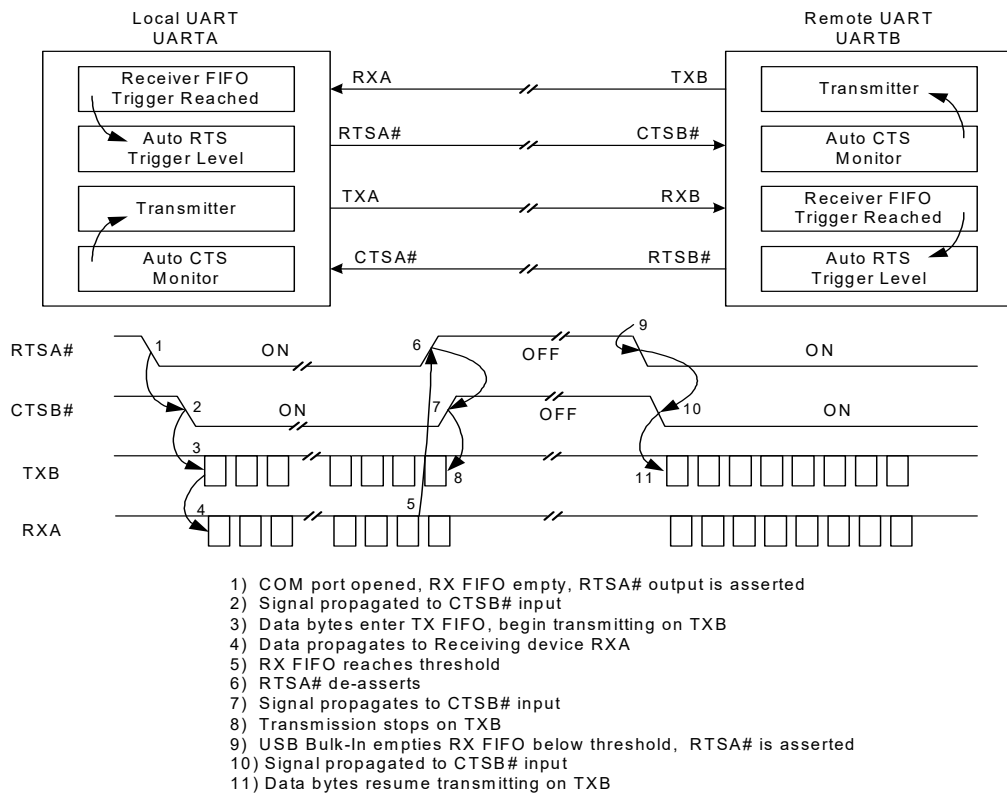 Local UART
UARTA
Remote UART
UARTB
Receiver FIFO
Trigger Reached
Auto RTS
Trigger Level
Transmitter
Auto CTS
Monitor
RXA
TXB
RTSA#
CTSB#
TXA
RXB
CTSA#
RTSB#
Transmitter
Auto CTS
Monitor
Receiver FIFO
Trigger Reached
Auto RTS
Trigger Level
RTSA#
1
ON
6
OFF
9
ON
CTSB#
2
ON
7
OFF
10
ON
TXB
3
8
11
RXA
4
5
1) COM port opened, RX FIFO empty, RTSA# output is asserted
2) Signal propagated to CTSB# input
3) Data bytes enter TX FIFO, begin transmitting on TXB
4) Data propagates to Receiving device RXA
5) RX FIFO reaches threshold
6) RTSA# de-asserts
7) Signal propagates to CTSB# input
8) Transmission stops on TXB
9) USB Bulk-In empties RX FIFO below threshold, RTSA# is asserted
10) Signal propagated to CTSB# input
11) Data bytes resume transmitting on TXB